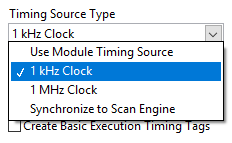 Timing Source Type
1 kHz Clock
Use Module Timing Source
✓ 1 kHz Clock
1 MHz Clock
Synchronize to Scan Engine
Create Basic Execution Timing Tags